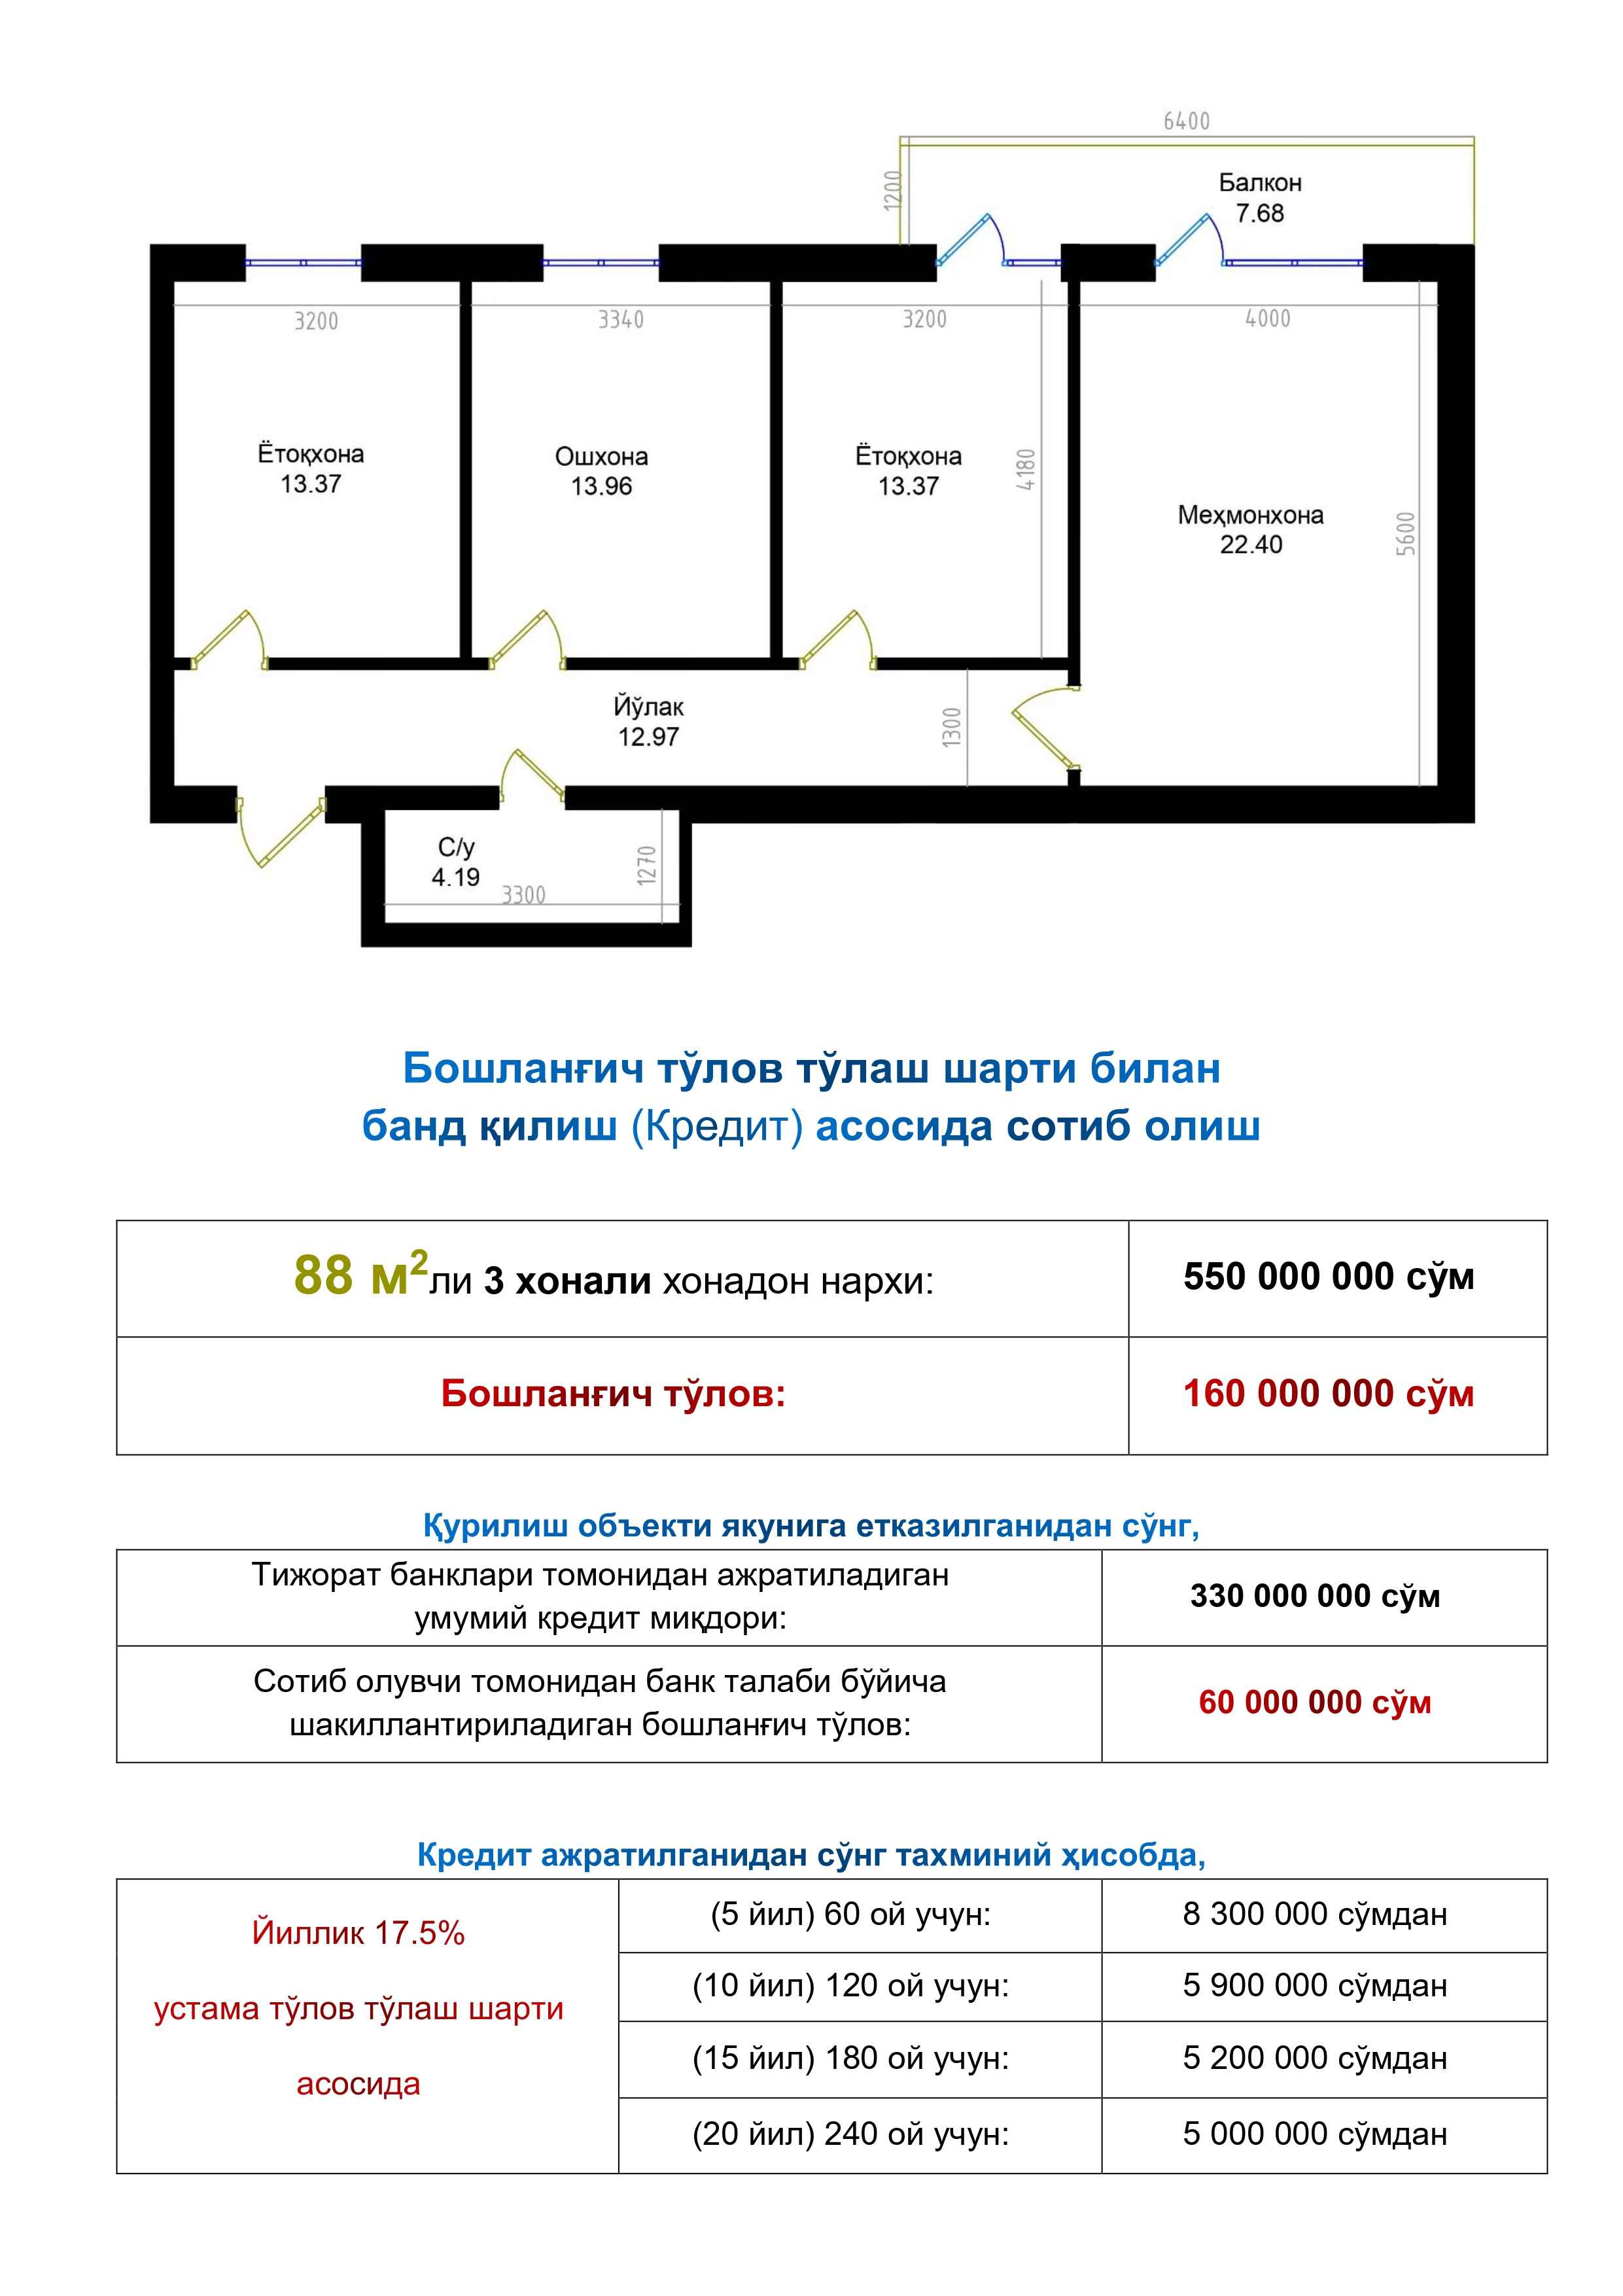 6400
1200
Балкон
7.68
3200
3340
3200
4000
Ётоқхона
13.37
Ошхона
13.96
Ётоқхона
13.37
4180
Меҳмонхона
22.40
5600
Йўлак
12.97
1300
С/у
4.19
3300
1270
Бошланғич тўлов тўлаш шарти билан
банд қилиш (Кредит) асосида сотиб олиш
88 м²ли 3 хонали хонадон нархи:
550 000 000 сўм
Бошланғич тўлов:
160 000 000 сўм
Қурилиш объекти якунига етказилганидан сўнг,
Тижорат банклари томонидан ажратиладиган
умумий кредит миқдори:
330 000 000 сўм
Сотиб олувчи томонидан банк талаби бўйича
шакиллантириладиган бошланғич тўлов:
60 000 000 сўм
Кредит ажратилганидан сўнг тахминий ҳисобда,
Йиллик 17.5%
устама тўлов тўлаш шарти
асосида
(5 йил) 60 ой учун:
8 300 000 сўмдан
(10 йил) 120 ой учун:
5 900 000 сўмдан
(15 йил) 180 ой учун:
5 200 000 сўмдан
(20 йил) 240 ой учун:
5 000 000 сўмдан